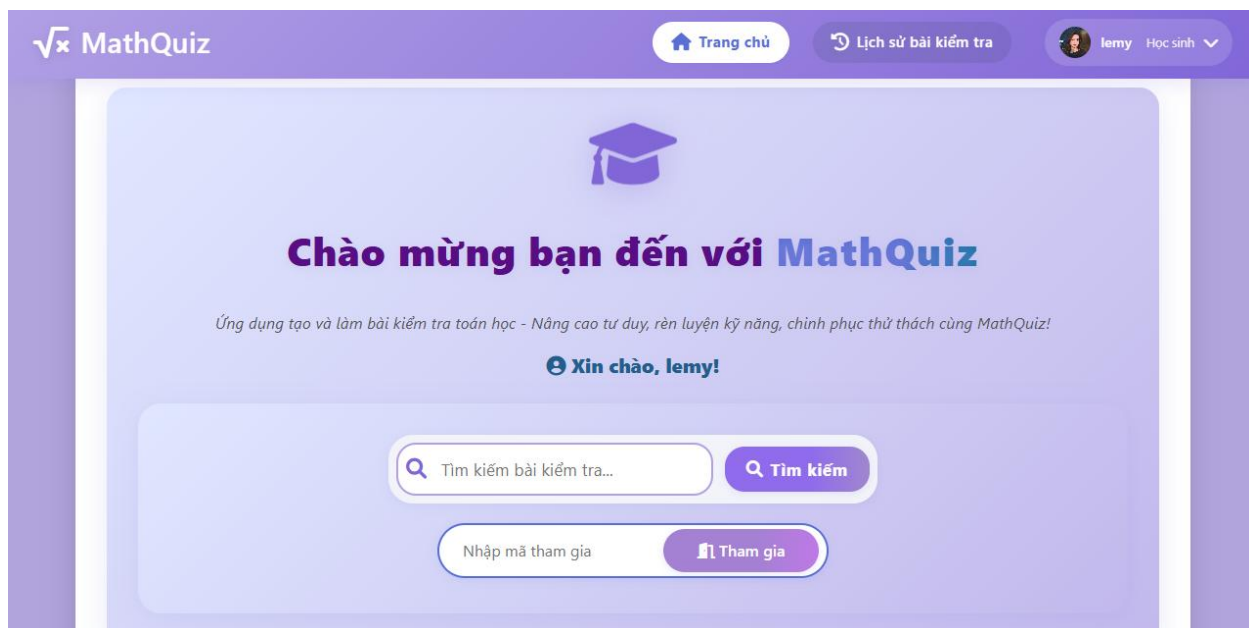 √x MathQuiz
Trang chủ
Lịch sử bài kiểm tra
lemy Học sinh
Chào mừng bạn đến với MathQuiz
Ứng dụng tạo và làm bài kiểm tra toán học - Nâng cao tư duy, rèn luyện kỹ năng, chinh phục thử thách cùng MathQuiz!
Xin chào, lemy!
Tìm kiếm bài kiểm tra...
Tìm kiếm
Nhập mã tham gia
Tham gia